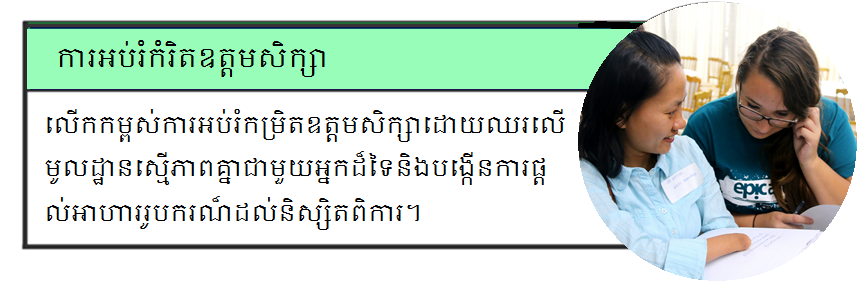 ការអប់រំកំរិតឧត្តមសិក្សា
លើកកម្ពស់ការអប់រំកម្រិតឧត្តមសិក្សាដោយឈរលើ
មូលដ្ឋានស្មើភាពគ្នាជាមួយអ្នកដ៏ទៃនិងបង្កើនការផ្ត
ល់អាហាររូបករណ៏ដល់និស្សិតពិការ។
epic